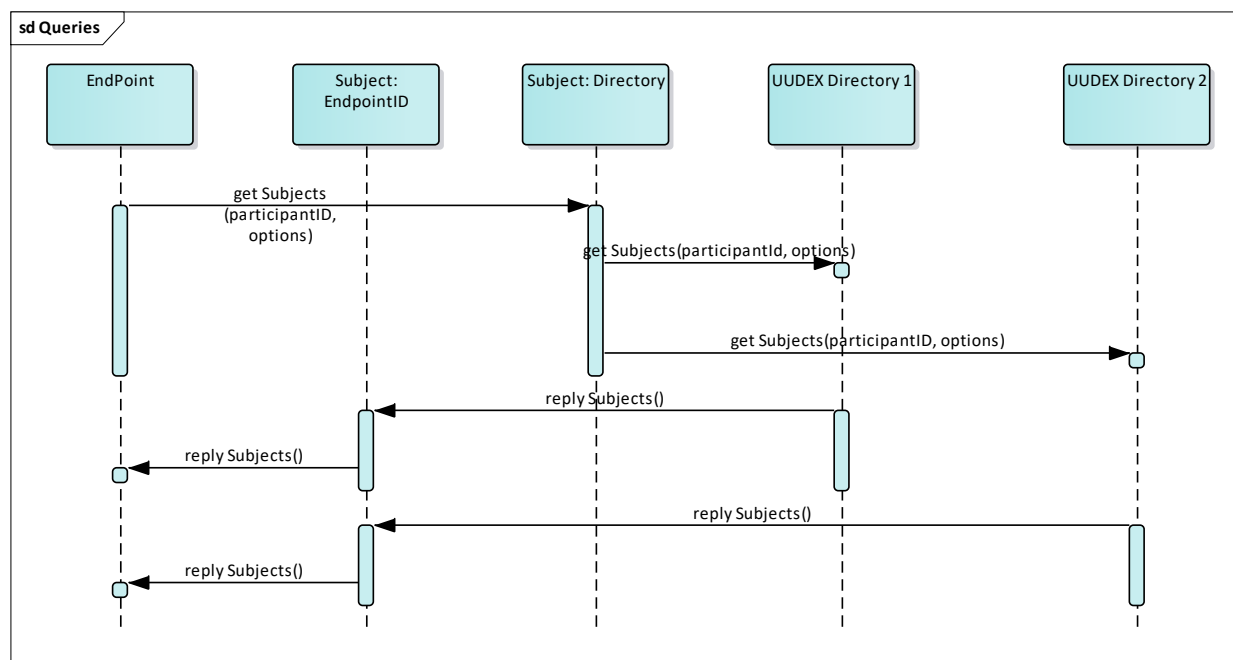 sd Queries
EndPoint
Subject:
EndpointID
Subject: Directory
UUDEX Directory 1
UUDEX Directory 2
get Subjects
(participantID,
options)
get Subjects(participantId, options)
get Subjects(participantID, options)
reply Subjects()
reply Subjects()
reply Subjects()
reply Subjects()